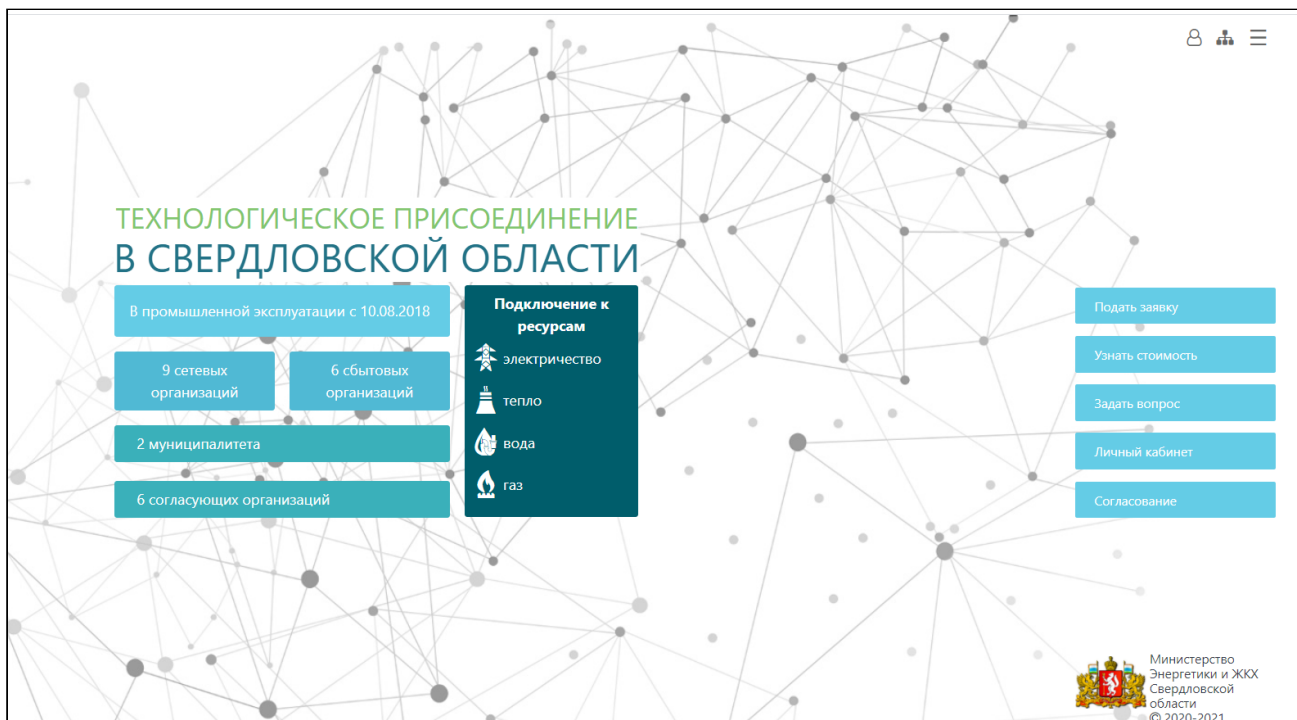 ТЕХНОЛОГИЧЕСКОЕ ПРИСОЕДИНЕНИЕ
В СВЕРДЛОВСКОЙ ОБЛАСТИ
В промышленной эксплуатации с 10.08.2018
9 сетевых
организаций
6 сбытовых
организаций
2 муниципалитета
6 согласующих организаций
Подключение к
ресурсам
электричество
тепло
вода
газ
Подать заявку
Узнать стоимость
Задать вопрос
Личный кабинет
Согласование
Министерство
Энергетики и ЖКХ
Свердловской
области
© 2020-2021